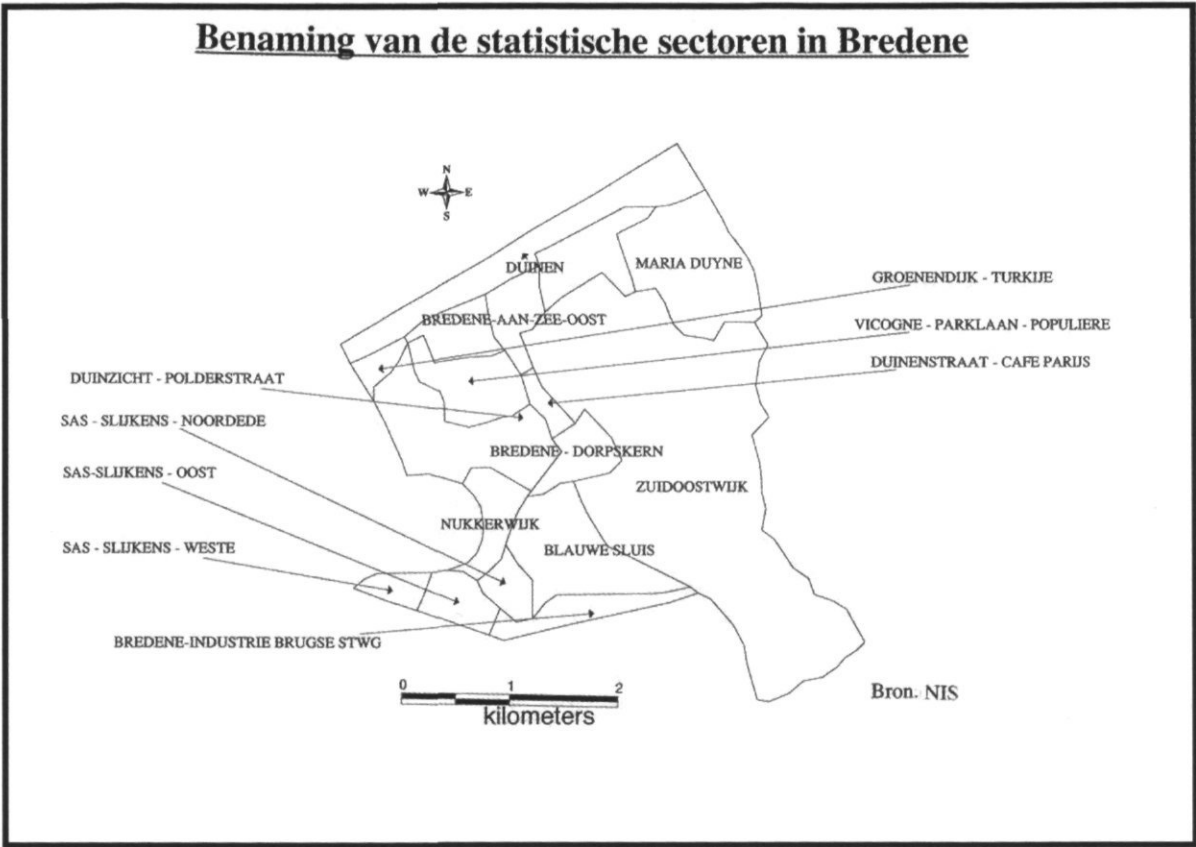 Benaming van de statistische sectoren in Bredene
N
W E
S
DUINEN
MARIA DUYNE
GROENENDIJK - TURKIJE
BREDENE-AAN-ZEE-OOST
VICOGNE - PARKLAAN - POPULIERE
DUINENSTRAAT - CAFE PARIJS
DUINZICHT - POLDERSTRAAT
SAS - SLIJKENS - NOORDEDE
BREDENE - DORPSKERN
SAS-SLIJKENS - OOST
ZUIDOOSTWIJK
NUKKERWIJK
SAS - SLIJKENS - WESTE
BLAUWE SLUIS
BREDENE-INDUSTRIE BRUGSE STWG
0 1 2
kilometers
Bron. NIS